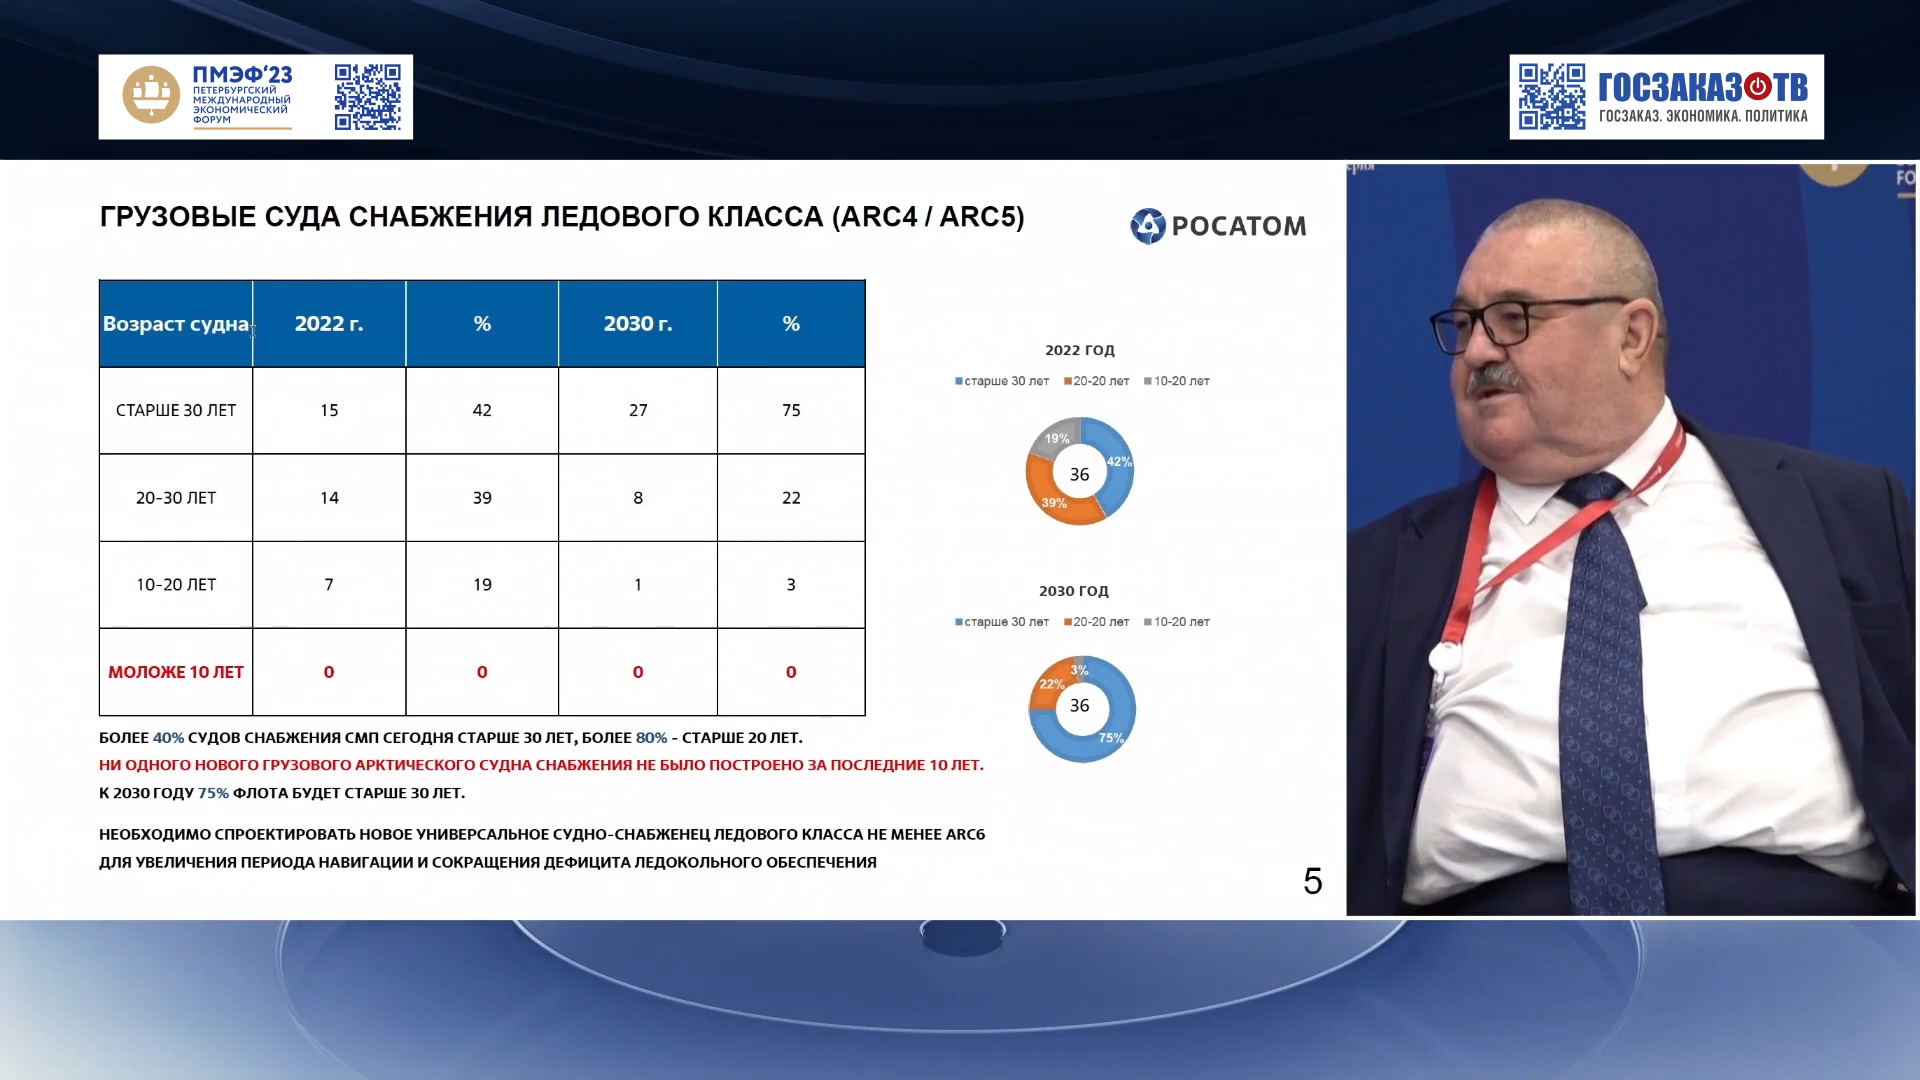 ПМЭФ'23
ПЕТЕРБУРГСКИЙ
МЕЖДУНАРОДНЫЙ
ЭКОНОМИЧЕСКИЙ
ФОРУМ
ГОСЗАКАЗ ТВ
ГОСЗАКАЗ. ЭКОНОМИКА. ПОЛИТИКА
ГРУЗОВЫЕ СУДА СНАБЖЕНИЯ ЛЕДОВОГО КЛАССА (ARC4 / ARC5)
РОСАТОМ
Возраст судна 2022 г. % 2030 г. %
СТАРШЕ 30 ЛЕТ 15 42 27 75
20-30 ЛЕТ 14 39 8 22
10-20 ЛЕТ 7 19 1 3
МОЛОЖЕ 10 ЛЕТ 0 0 0 0
2022 ГОД
старше 30 лет 20-20 лет 10-20 лет
19%
42%
36
39%
2030 ГОД
старше 30 лет 20-20 лет 10-20 лет
3%
22%
36
75%
БОЛЕЕ 40% СУДОВ СНАБЖЕНИЯ СМП СЕГОДНЯ СТАРШЕ 30 ЛЕТ, БОЛЕЕ 80% - СТАРШЕ 20 ЛЕТ.
НИ ОДНОГО НОВОГО ГРУЗОВОГО АРКТИЧЕСКОГО СУДНА СНАБЖЕНИЯ НЕ БЫЛО ПОСТРОЕНО ЗА ПОСЛЕДНИЕ 10 ЛЕТ.
К 2030 ГОДУ 75% ФЛОТА БУДЕТ СТАРШЕ 30 ЛЕТ.
НЕОБХОДИМО СПРОЕКТИРОВАТЬ НОВОЕ УНИВЕРСАЛЬНОЕ СУДНО-СНАБЖЕНЕЦ ЛЕДОВОГО КЛАССА НЕ МЕНЕЕ ARC6
ДЛЯ УВЕЛИЧЕНИЯ ПЕРИОДА НАВИГАЦИИ И СОКРАЩЕНИЯ ДЕФИЦИТА ЛЕДОКОЛЬНОГО ОБЕСПЕЧЕНИЯ
5
FO